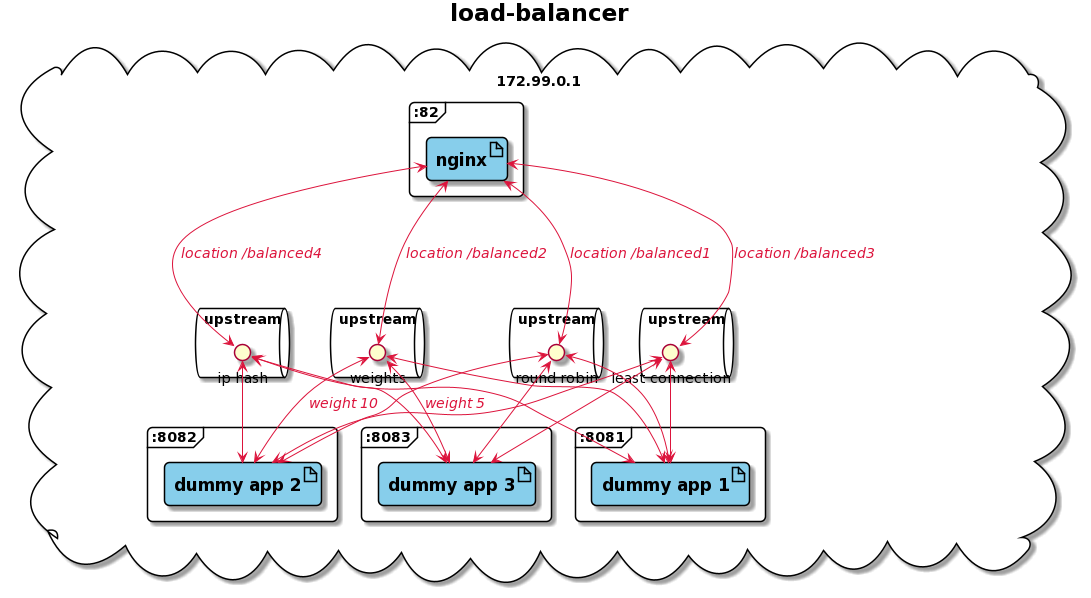 load-balancer
172.99.0.1
:82
nginx
location /balanced4
location /balanced2
location /balanced1
location /balanced3
upstream
upstream
upstream
upstream
ip hash
weights
round robin
least connection
weight 10
weight 5
:8082
:8083
:8081
dummy app 2
dummy app 3
dummy app 1